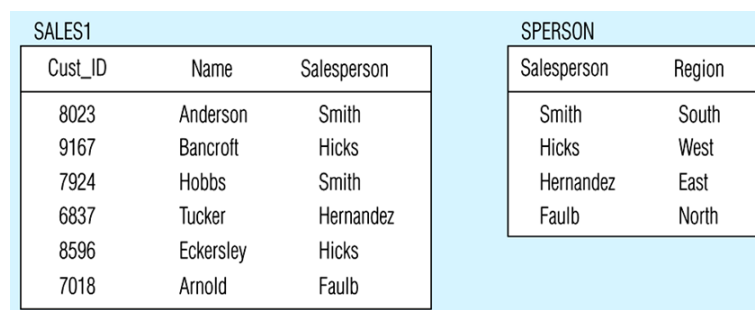 SALES1
Cust_ID Name Salesperson
8023 Anderson Smith
9167 Bancroft Hicks
7924 Hobbs Smith
6837 Tucker Hernandez
8596 Eckersley Hicks
7018 Arnold Faulb
SPERSON
Salesperson Region
Smith South
Hicks West
Hernandez East
Faulb North